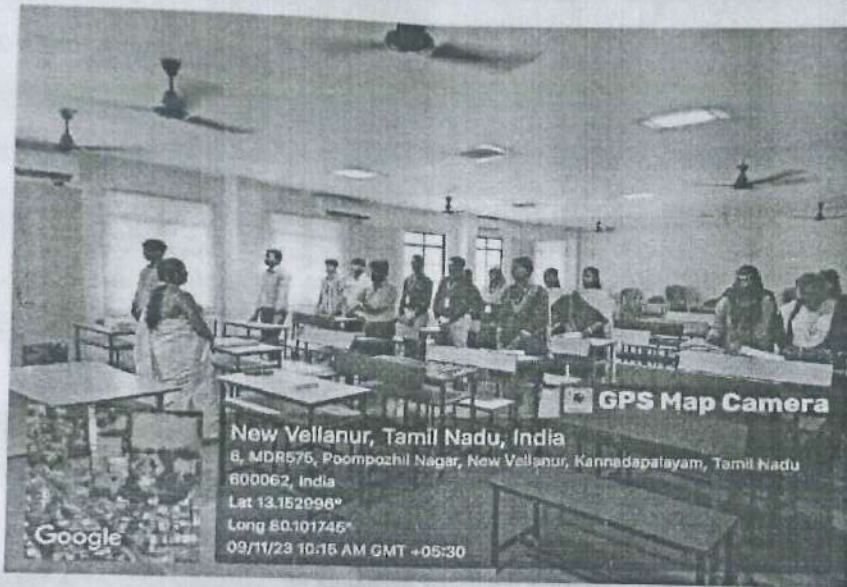 GPS Map Camera
New Vellanur, Tamil Nadu, India
6, MDR575, Poompozhil Nagar, New Vellanur, Kannadapalayam, Tamil Nadu
600062, India
Lat 13.152096°
Long 80.101745°
09/11/23 10:15 AM GMT +05:30
Google